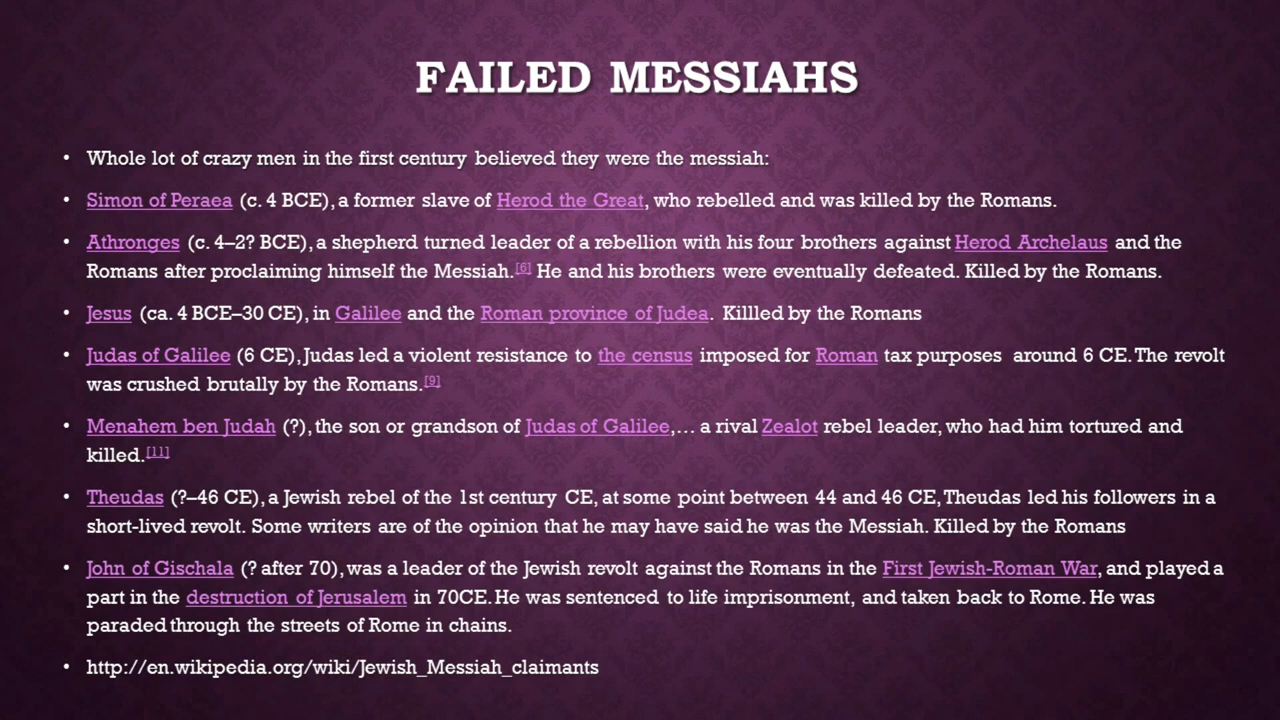 FAILED MESSIAHS
• Whole lot of crazy men in the first century believed they were the messiah:
• Simon of Peraea (c. 4 BCE), a former slave of Herod the Great, who rebelled and was killed by the Romans.
• Athronges (c. 4–2? BCE), a shepherd turned leader of a rebellion with his four brothers against Herod Archelaus and the
Romans after proclaiming himself the Messiah.[6] He and his brothers were eventually defeated. Killed by the Romans.
• Jesus (ca. 4 BCE–30 CE), in Galilee and the Roman province of Judea. Killled by the Romans
• Judas of Galilee (6 CE), Judas led a violent resistance to the census imposed for Roman tax purposes around 6 CE. The revolt
was crushed brutally by the Romans.[9]
• Menahem ben Judah (?), the son or grandson of Judas of Galilee,... a rival Zealot rebel leader, who had him tortured and
killed.[11]
• Theudas (?–46 CE), a Jewish rebel of the 1st century CE, at some point between 44 and 46 CE, Theudas led his followers in a
short-lived revolt. Some writers are of the opinion that he may have said he was the Messiah. Killed by the Romans
• John of Gischala (? after 70), was a leader of the Jewish revolt against the Romans in the First Jewish-Roman War, and played a
part in the destruction of Jerusalem in 70CE. He was sentenced to life imprisonment, and taken back to Rome. He was
paraded through the streets of Rome in chains.
• http://en.wikipedia.org/wiki/Jewish_Messiah_claimants